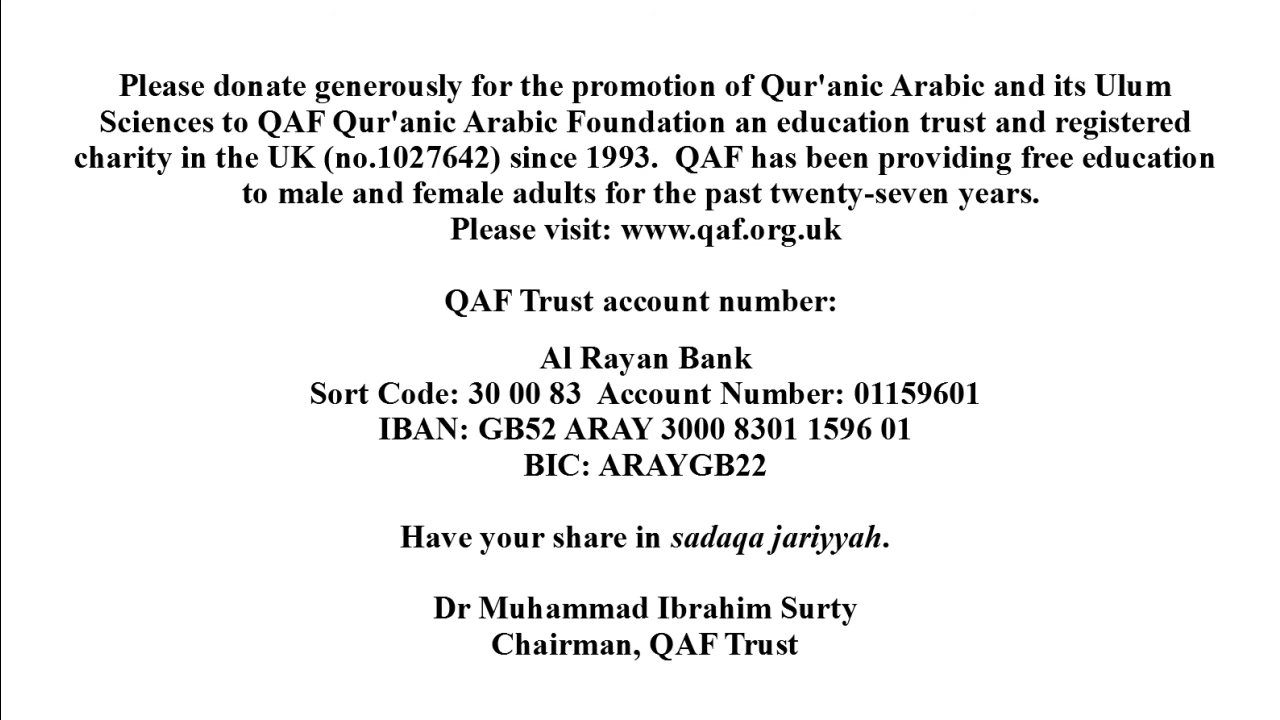 Please donate generously for the promotion of Qur'anic Arabic and its Ulum
Sciences to QAF Qur'anic Arabic Foundation an education trust and registered
charity in the UK (no.1027642) since 1993.  QAF has been providing free education
to male and female adults for the past twenty-seven years.
Please visit: www.qaf.org.uk
QAF Trust account number:
Al Rayan Bank
Sort Code: 30 00 83  Account Number: 01159601
IBAN: GB52 ARAY 3000 8301 1596 01
BIC: ARAYGB22
Have your share in sadaqa jariyyah.
Dr Muhammad Ibrahim Surty
Chairman, QAF Trust